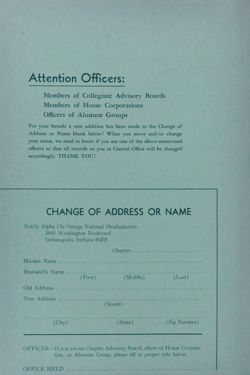 Attention Officers:
Members of Collegiate Advisory Boards
Members of House Corporations
Officers of Alumnæ Groups
For your benefit a new addition has been made to the Change of
Address or Name blank below! When you move and/or change
your name, we need to know if you are one of the above-mentioned
officers so that all records on you in Central Office will be changed
accordingly. THANK YOU!
CHANGE OF ADDRESS OR NAME
Notify Alpha Chi Omega National Headquarters
3445 Washington Boulevard
Indianapolis, Indiana 46205
Chapter
Maiden Name
Husband's Name
(First) (Middle) (Last)
Old Address
New Address
(Street)
(City) (State) (Zip Number)
OFFICER—If you are on Chapter Advisory Board, officer of House Corpora-
tion, or Alumnæ Group, please fill in proper title below
OFFICE HELD